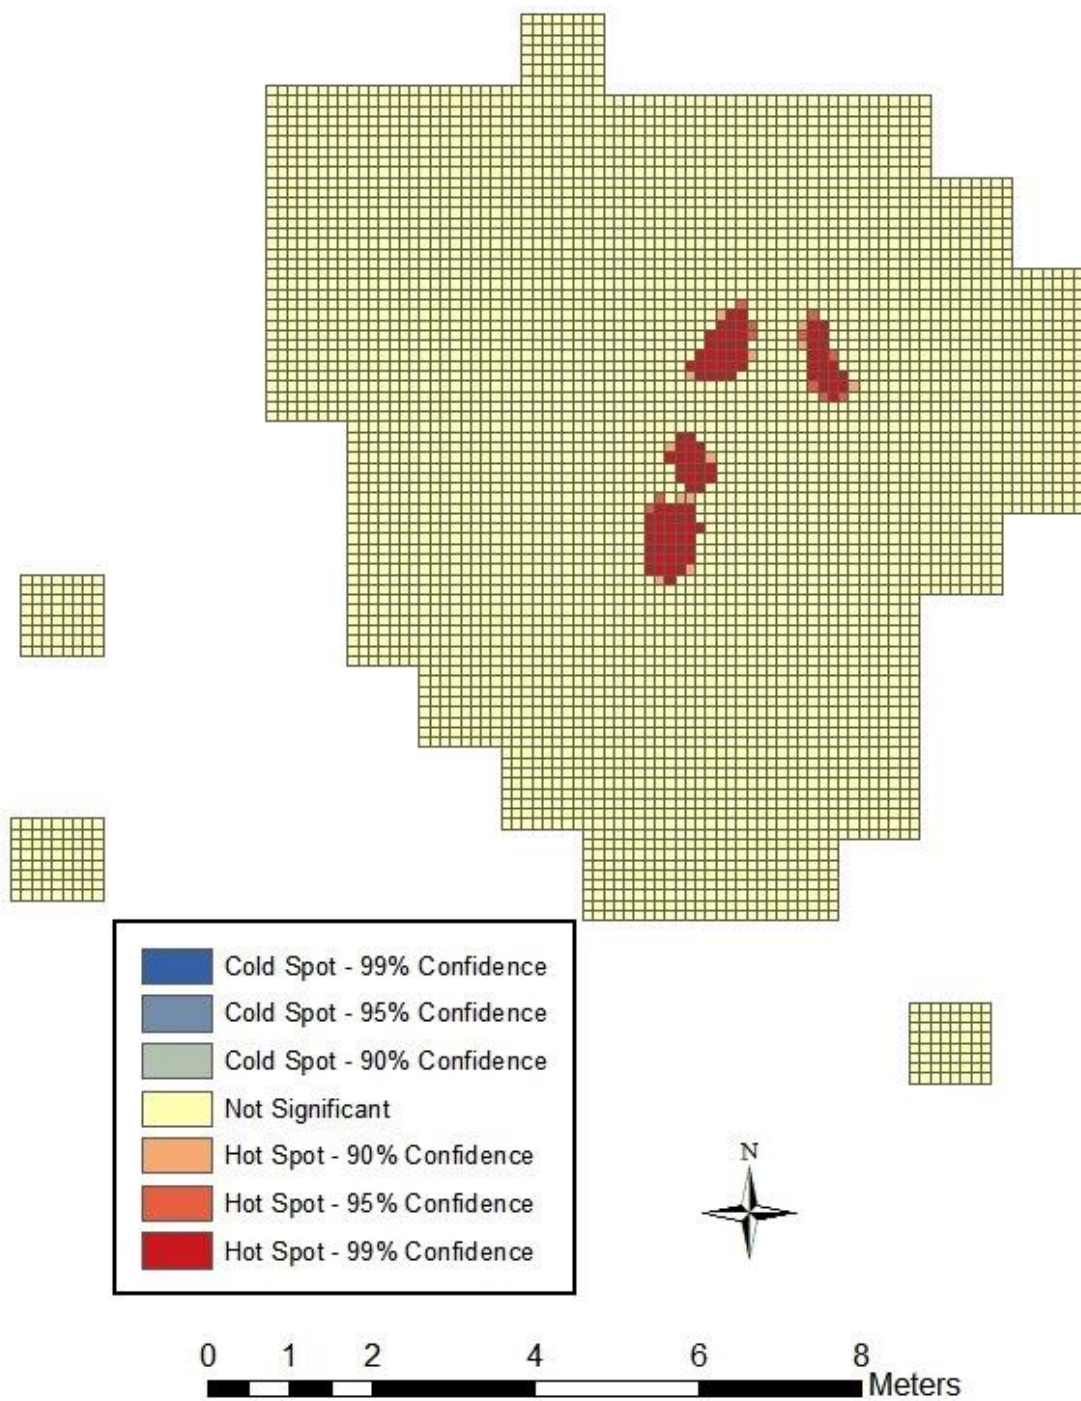 Cold Spot - 99% Confidence
Cold Spot - 95% Confidence
Cold Spot - 90% Confidence
Not Significant
Hot Spot - 90% Confidence
Hot Spot - 95% Confidence
Hot Spot - 99% Confidence
N
0 1 2 4 6 8
Meters